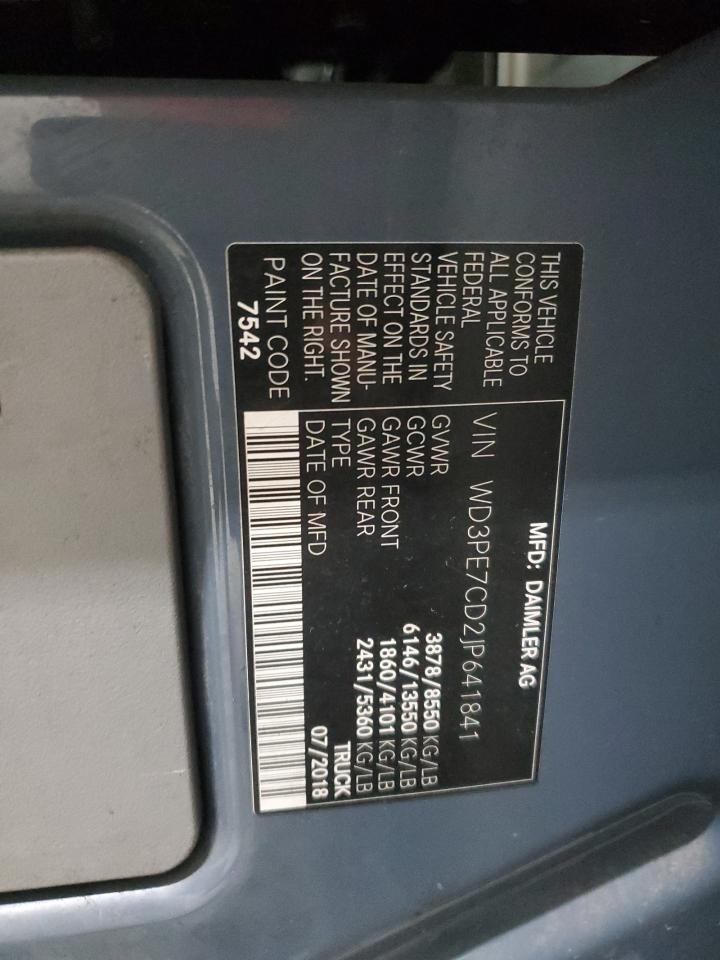 MFD: DAIMLER AG
THIS VEHICLE
CONFORMS TO
ALL APPLICABLE
FEDERAL
VEHICLE SAFETY
STANDARDS IN
EFFECT ON THE
DATE OF MANU-
FACTURE SHOWN
ON THE RIGHT.
PAINT CODE
7542
VIN WD3PE7CD2JP641841
GVWR 3878/8550 KG/LB
GCWR 6146/13550 KG/LB
GAWR FRONT 1860/4101 KG/LB
GAWR REAR 2431/5360 KG/LB
TYPE TRUCK
DATE OF MFD 07/2018